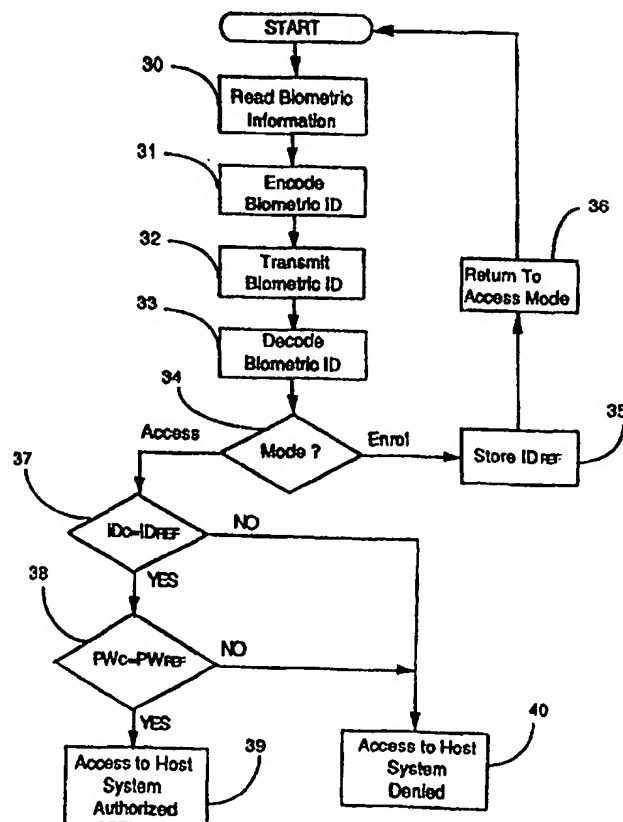 START
30
Read Biometric
Information
31
Encode
Biometric ID
32
Transmit
Biometric ID
36
Return To
Access Mode
33
Decode
Biometric ID
34
Mode ?
Access
Enrol
35
Store IDREF
37
IDC=IDREF
NO
YES
38
PWC=PWREF
NO
YES
39
Access to Host
System
Authorized
40
Access to Host
System
Denied